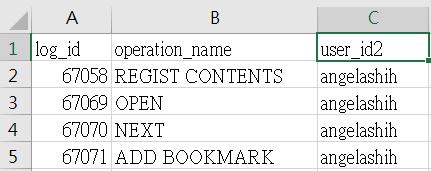 A B C
1 log_id operation_name user_id2
2 67058 REGIST CONTENTS angelashih
3 67069 OPEN angelashih
4 67070 NEXT angelashih
5 67071 ADD BOOKMARK angelashih